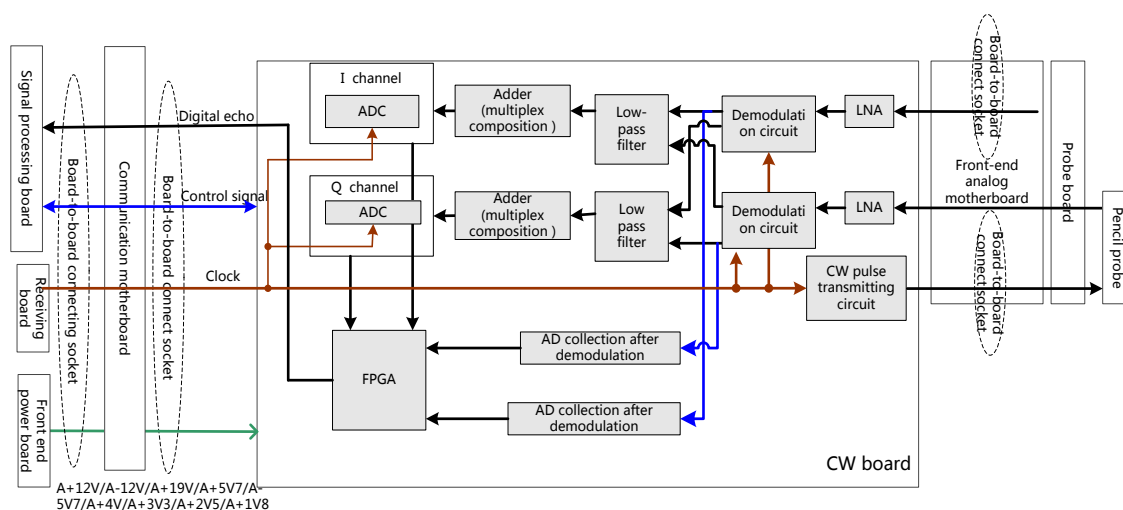 Signal processing board
Board-to-board connecting socket
Communication motherboard
Board-to-board connect socket
Receiving
board
Front end
power board
A+12V/A-12V/A+19V/A+5V7/A-
5V7/A+4V/A+3V3/A+2V5/A+1V8
Digital echo
Control signal
Clock
I channel
ADC
Q channel
ADC
Adder
(multiplex
composition )
Adder
(multiplex
composition )
Low-
pass
filter
Low
pass
filter
Demodulati
on circuit
Demodulati
on circuit
LNA
LNA
CW pulse
transmitting
circuit
AD collection after
demodulation
AD collection after
demodulation
FPGA
CW board
Board-to-board
connect socket
Front-end
analog
motherboard
Board-to-board
connect socket
Probe board
Pencil probe